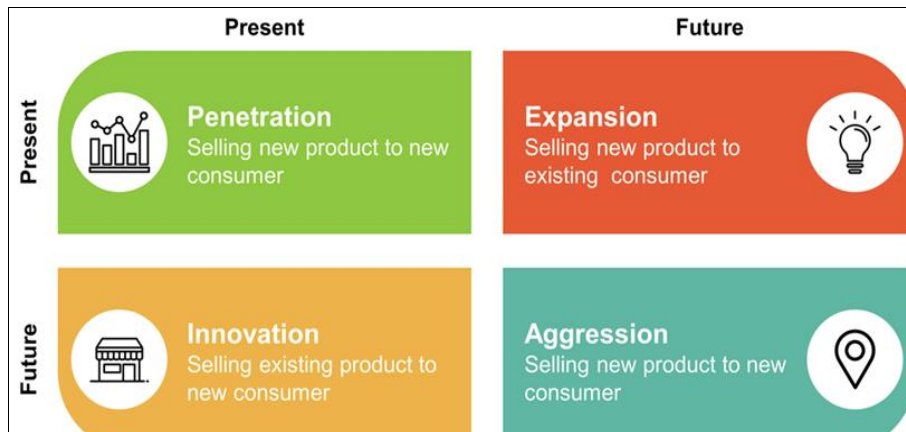 Present
Future
Present
Penetration
Selling new product to new
consumer
Expansion
Selling new product to
existing consumer
Future
Innovation
Selling existing product to
new consumer
Aggression
Selling new product to new
consumer